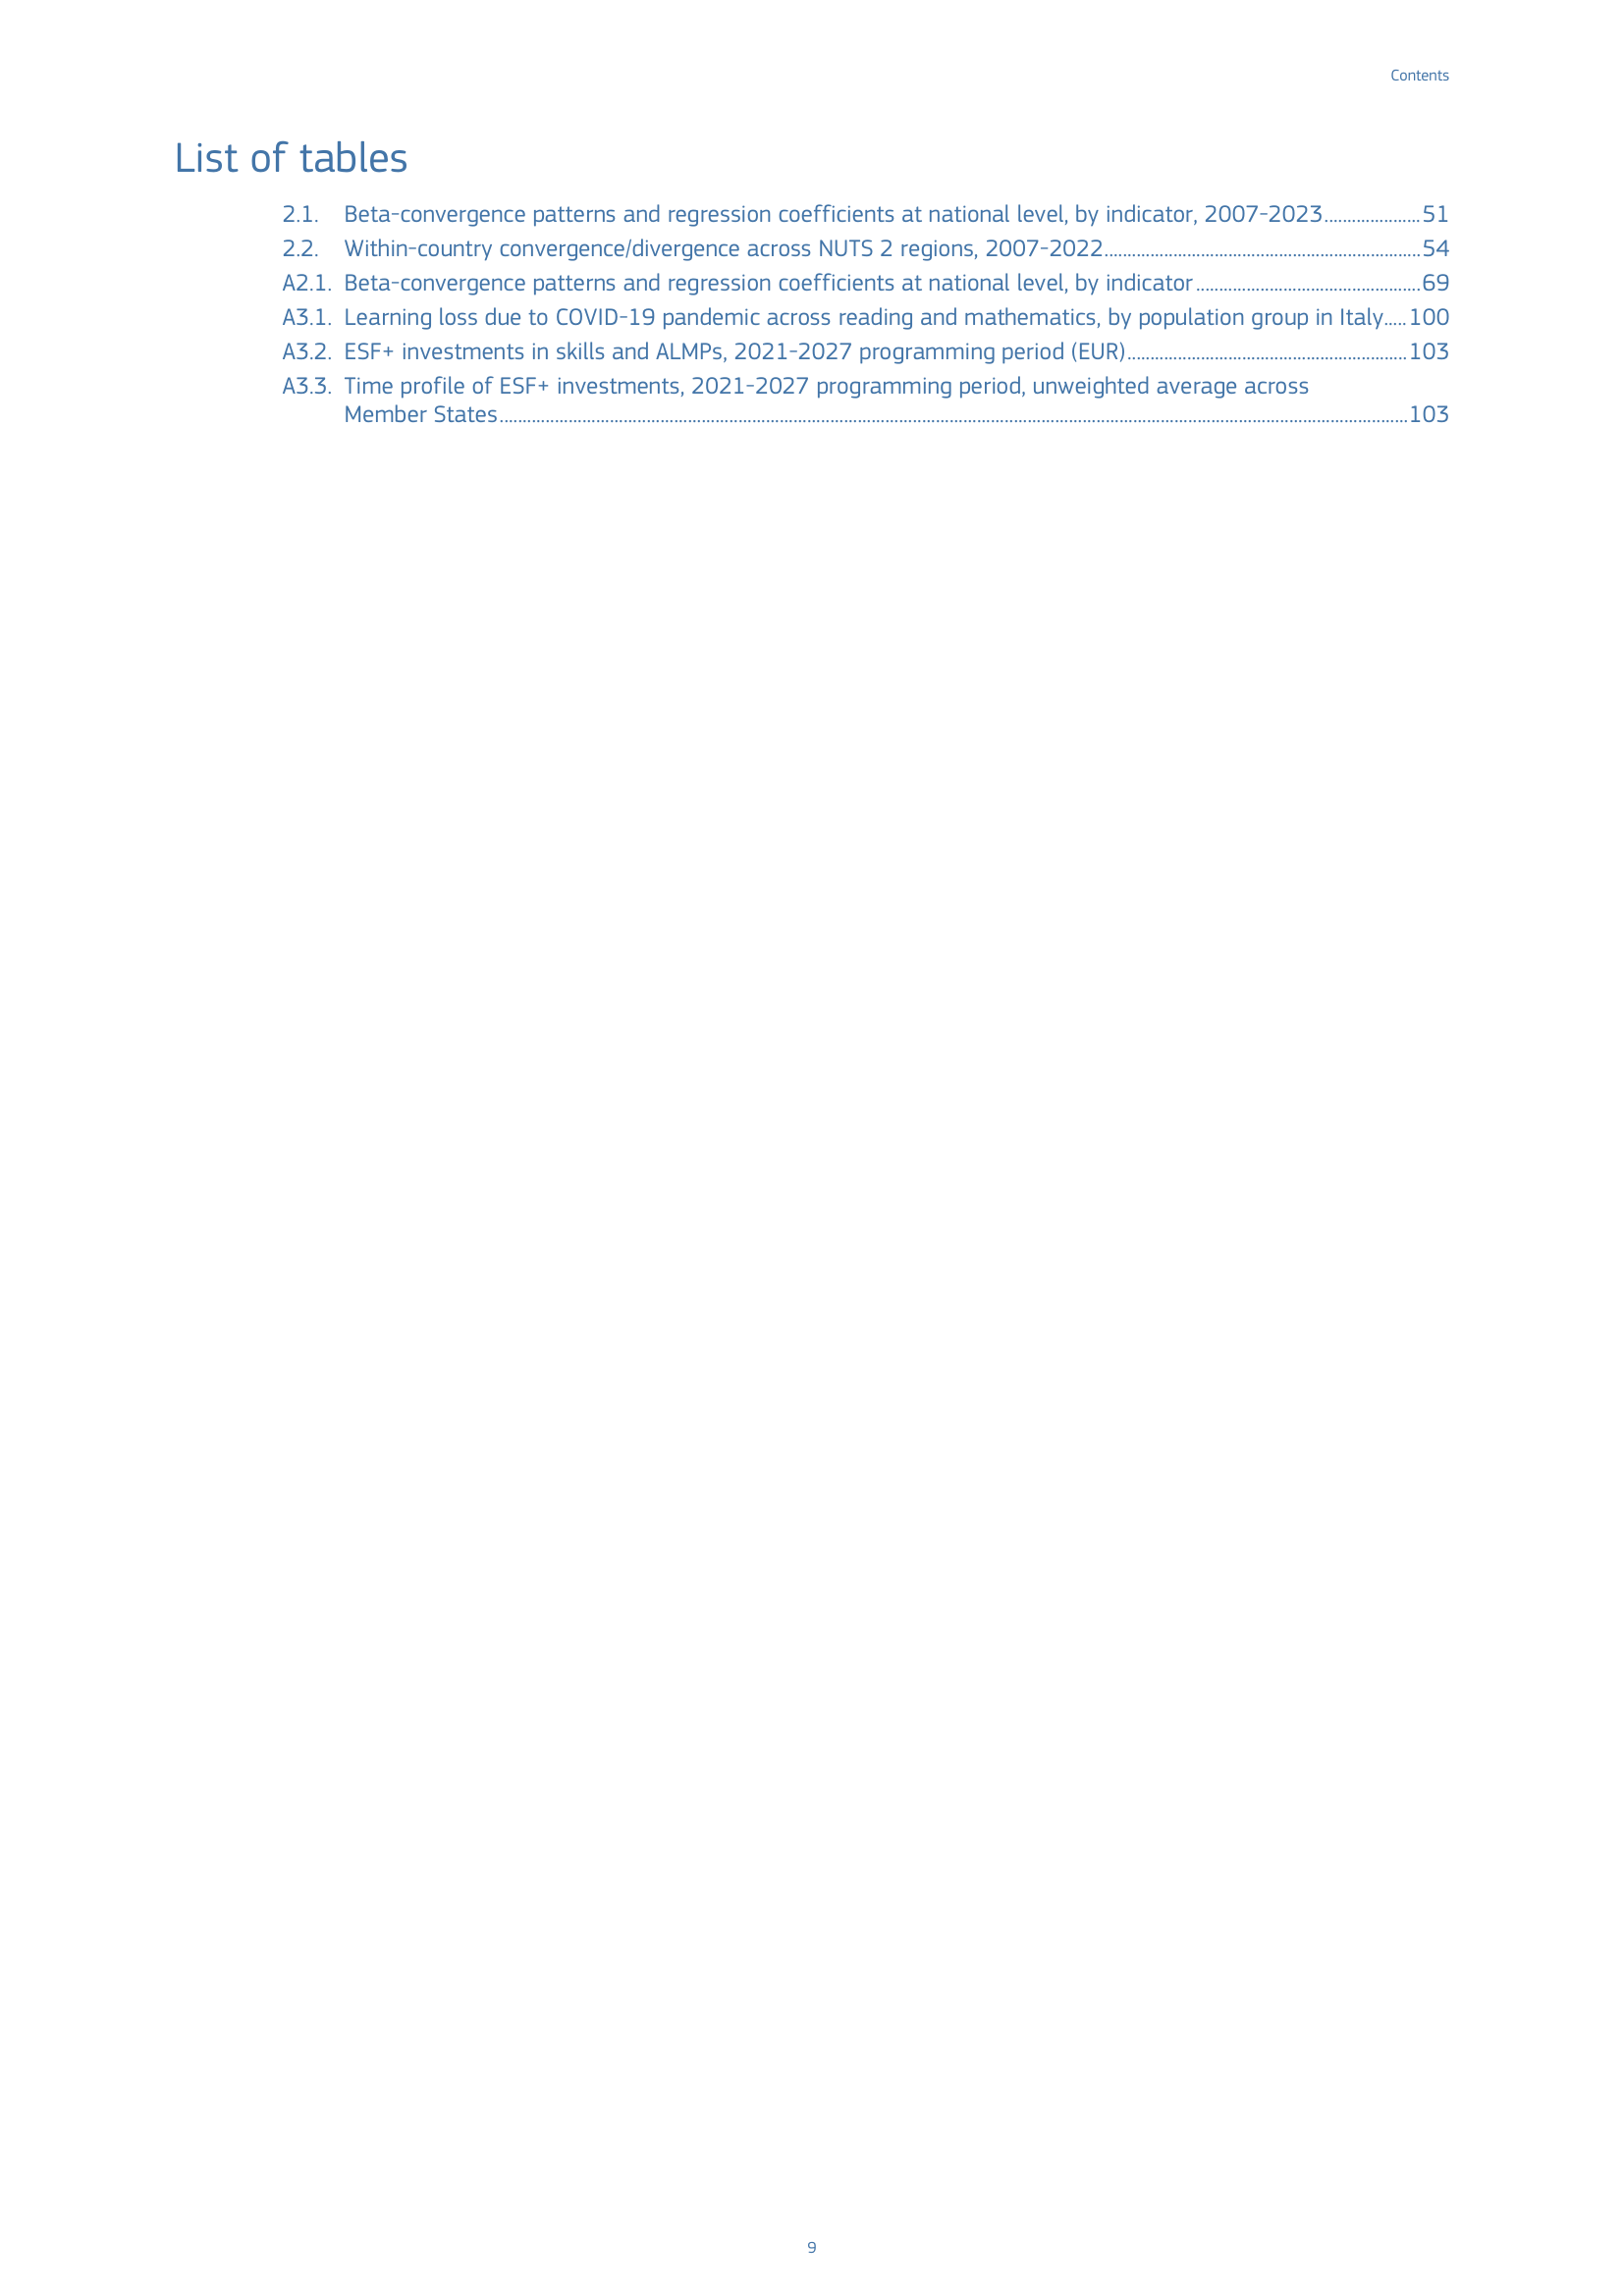 Contents
List of tables
2.1. Beta-convergence patterns and regression coefficients at national level, by indicator, 2007-2023.....................51
2.2. Within-country convergence/divergence across NUTS 2 regions, 2007-2022.....................54
A2.1. Beta-convergence patterns and regression coefficients at national level, by indicator.....................69
A3.1. Learning loss due to COVID-19 pandemic across reading and mathematics, by population group in Italy.....100
A3.2. ESF+ investments in skills and ALMPs, 2021-2027 programming period (EUR).....................103
A3.3. Time profile of ESF+ investments, 2021-2027 programming period, unweighted average across
Member States.....................103
9